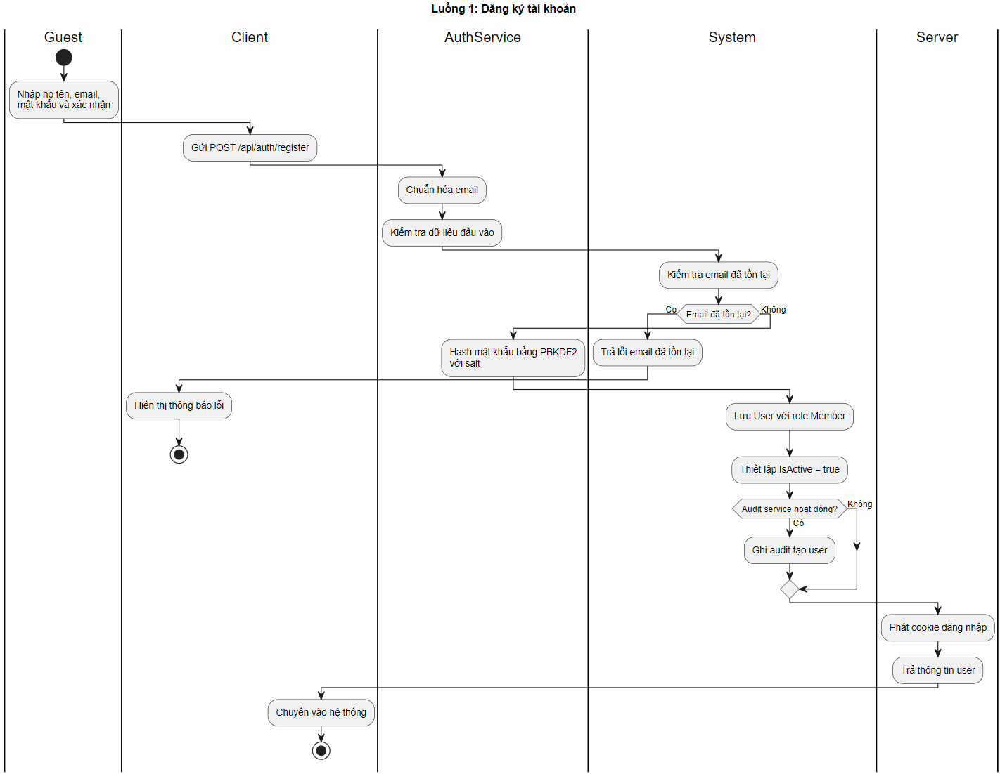 Luồng 1: Đăng ký tài khoản
Guest
Client
AuthService
System
Server
Nhập họ tên, email,
mật khẩu và xác nhận
Gửi POST /api/auth/register
Chuẩn hóa email
Kiểm tra dữ liệu đầu vào
Kiểm tra email đã tồn tại
Có
Email đã tồn tại?
Không
Hash mật khẩu bằng PBKDF2
với salt
Trả lỗi email đã tồn tại
Hiển thị thông báo lỗi
Lưu User với role Member
Thiết lập IsActive = true
Audit service hoạt động?
Không
Có
Ghi audit tạo user
Phát cookie đăng nhập
Trả thông tin user
Chuyển vào hệ thống